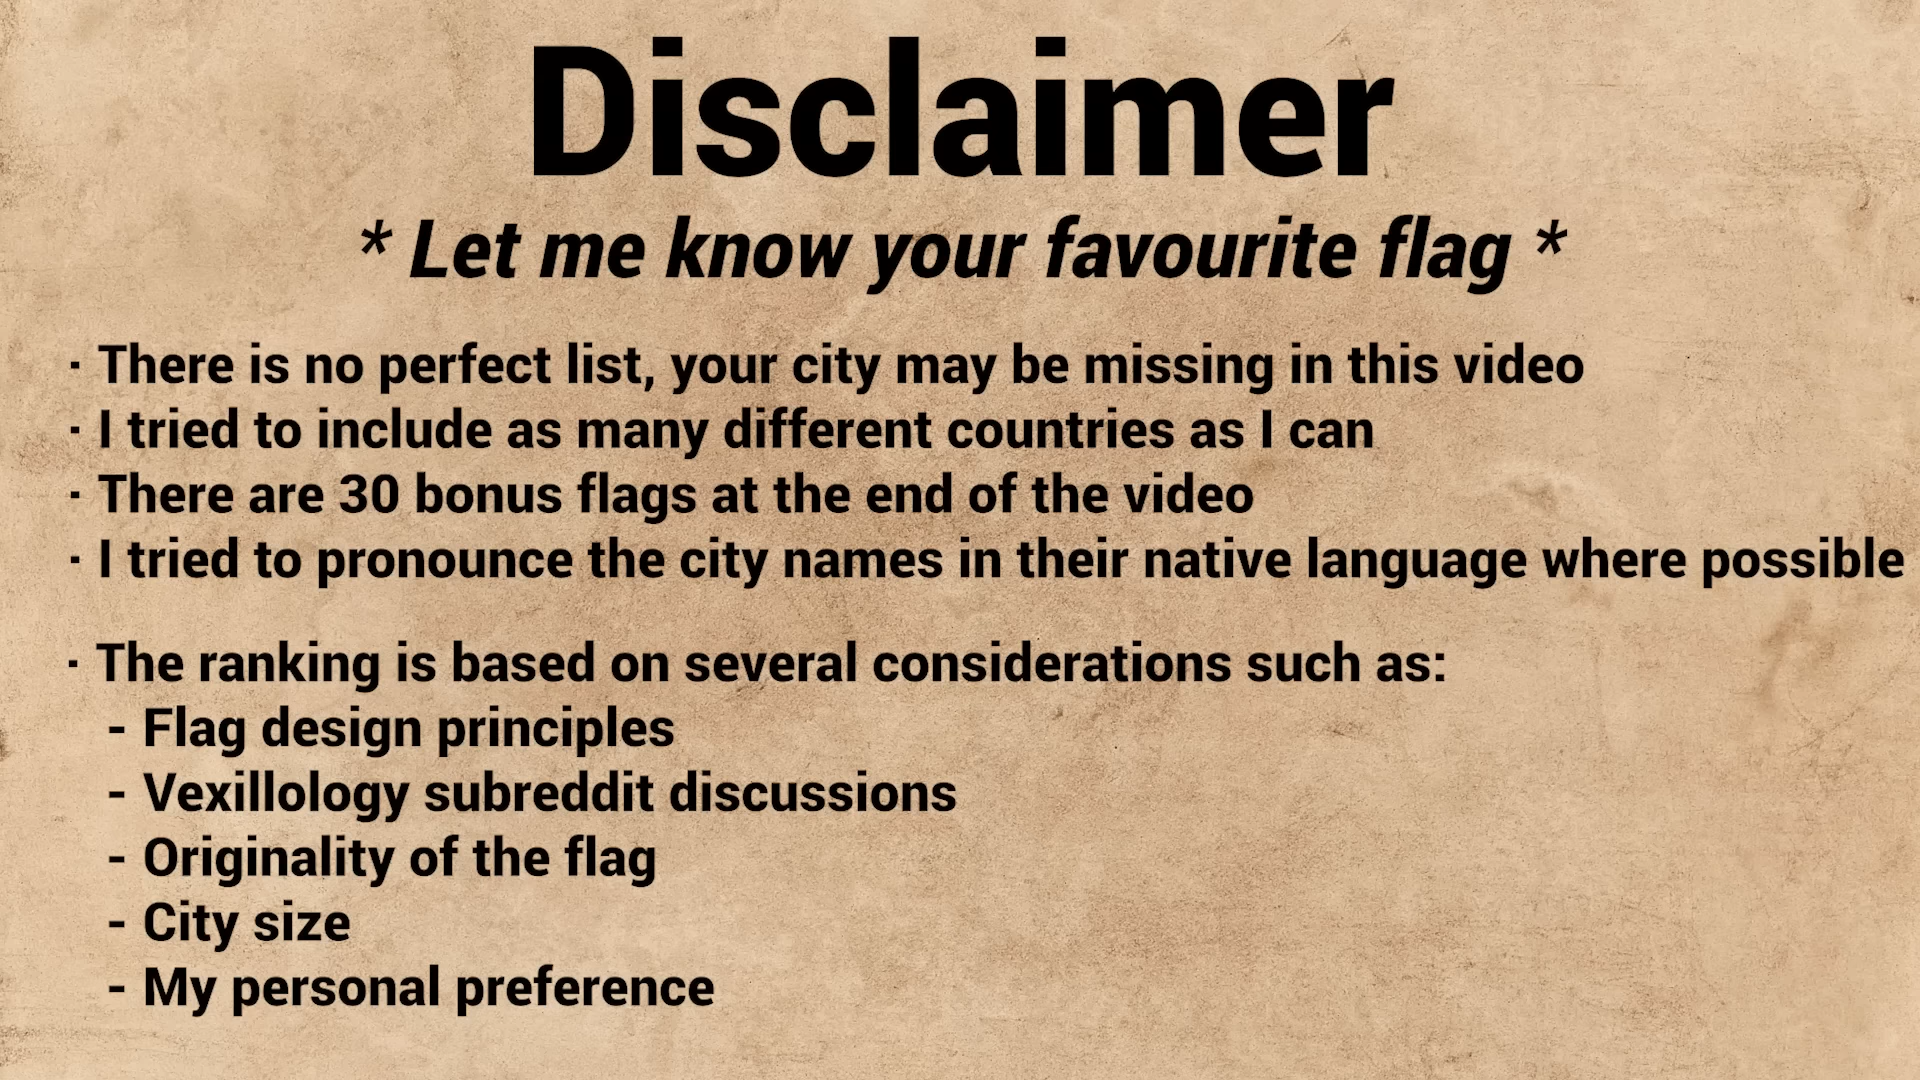 Disclaimer
* Let me know your favourite flag *
· There is no perfect list, your city may be missing in this video
· I tried to include as many different countries as I can
· There are 30 bonus flags at the end of the video
· I tried to pronounce the city names in their native language where possible
· The ranking is based on several considerations such as:
- Flag design principles
- Vexillology subreddit discussions
- Originality of the flag
- City size
- My personal preference